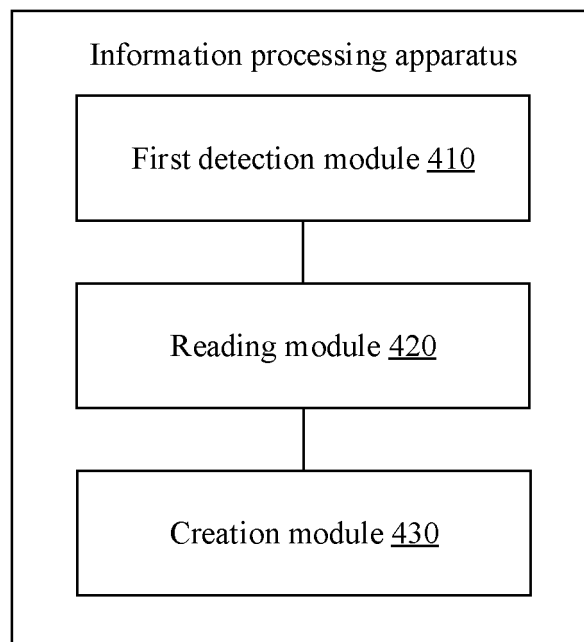 Information processing apparatus
First detection module 410
Reading module 420
Creation module 430